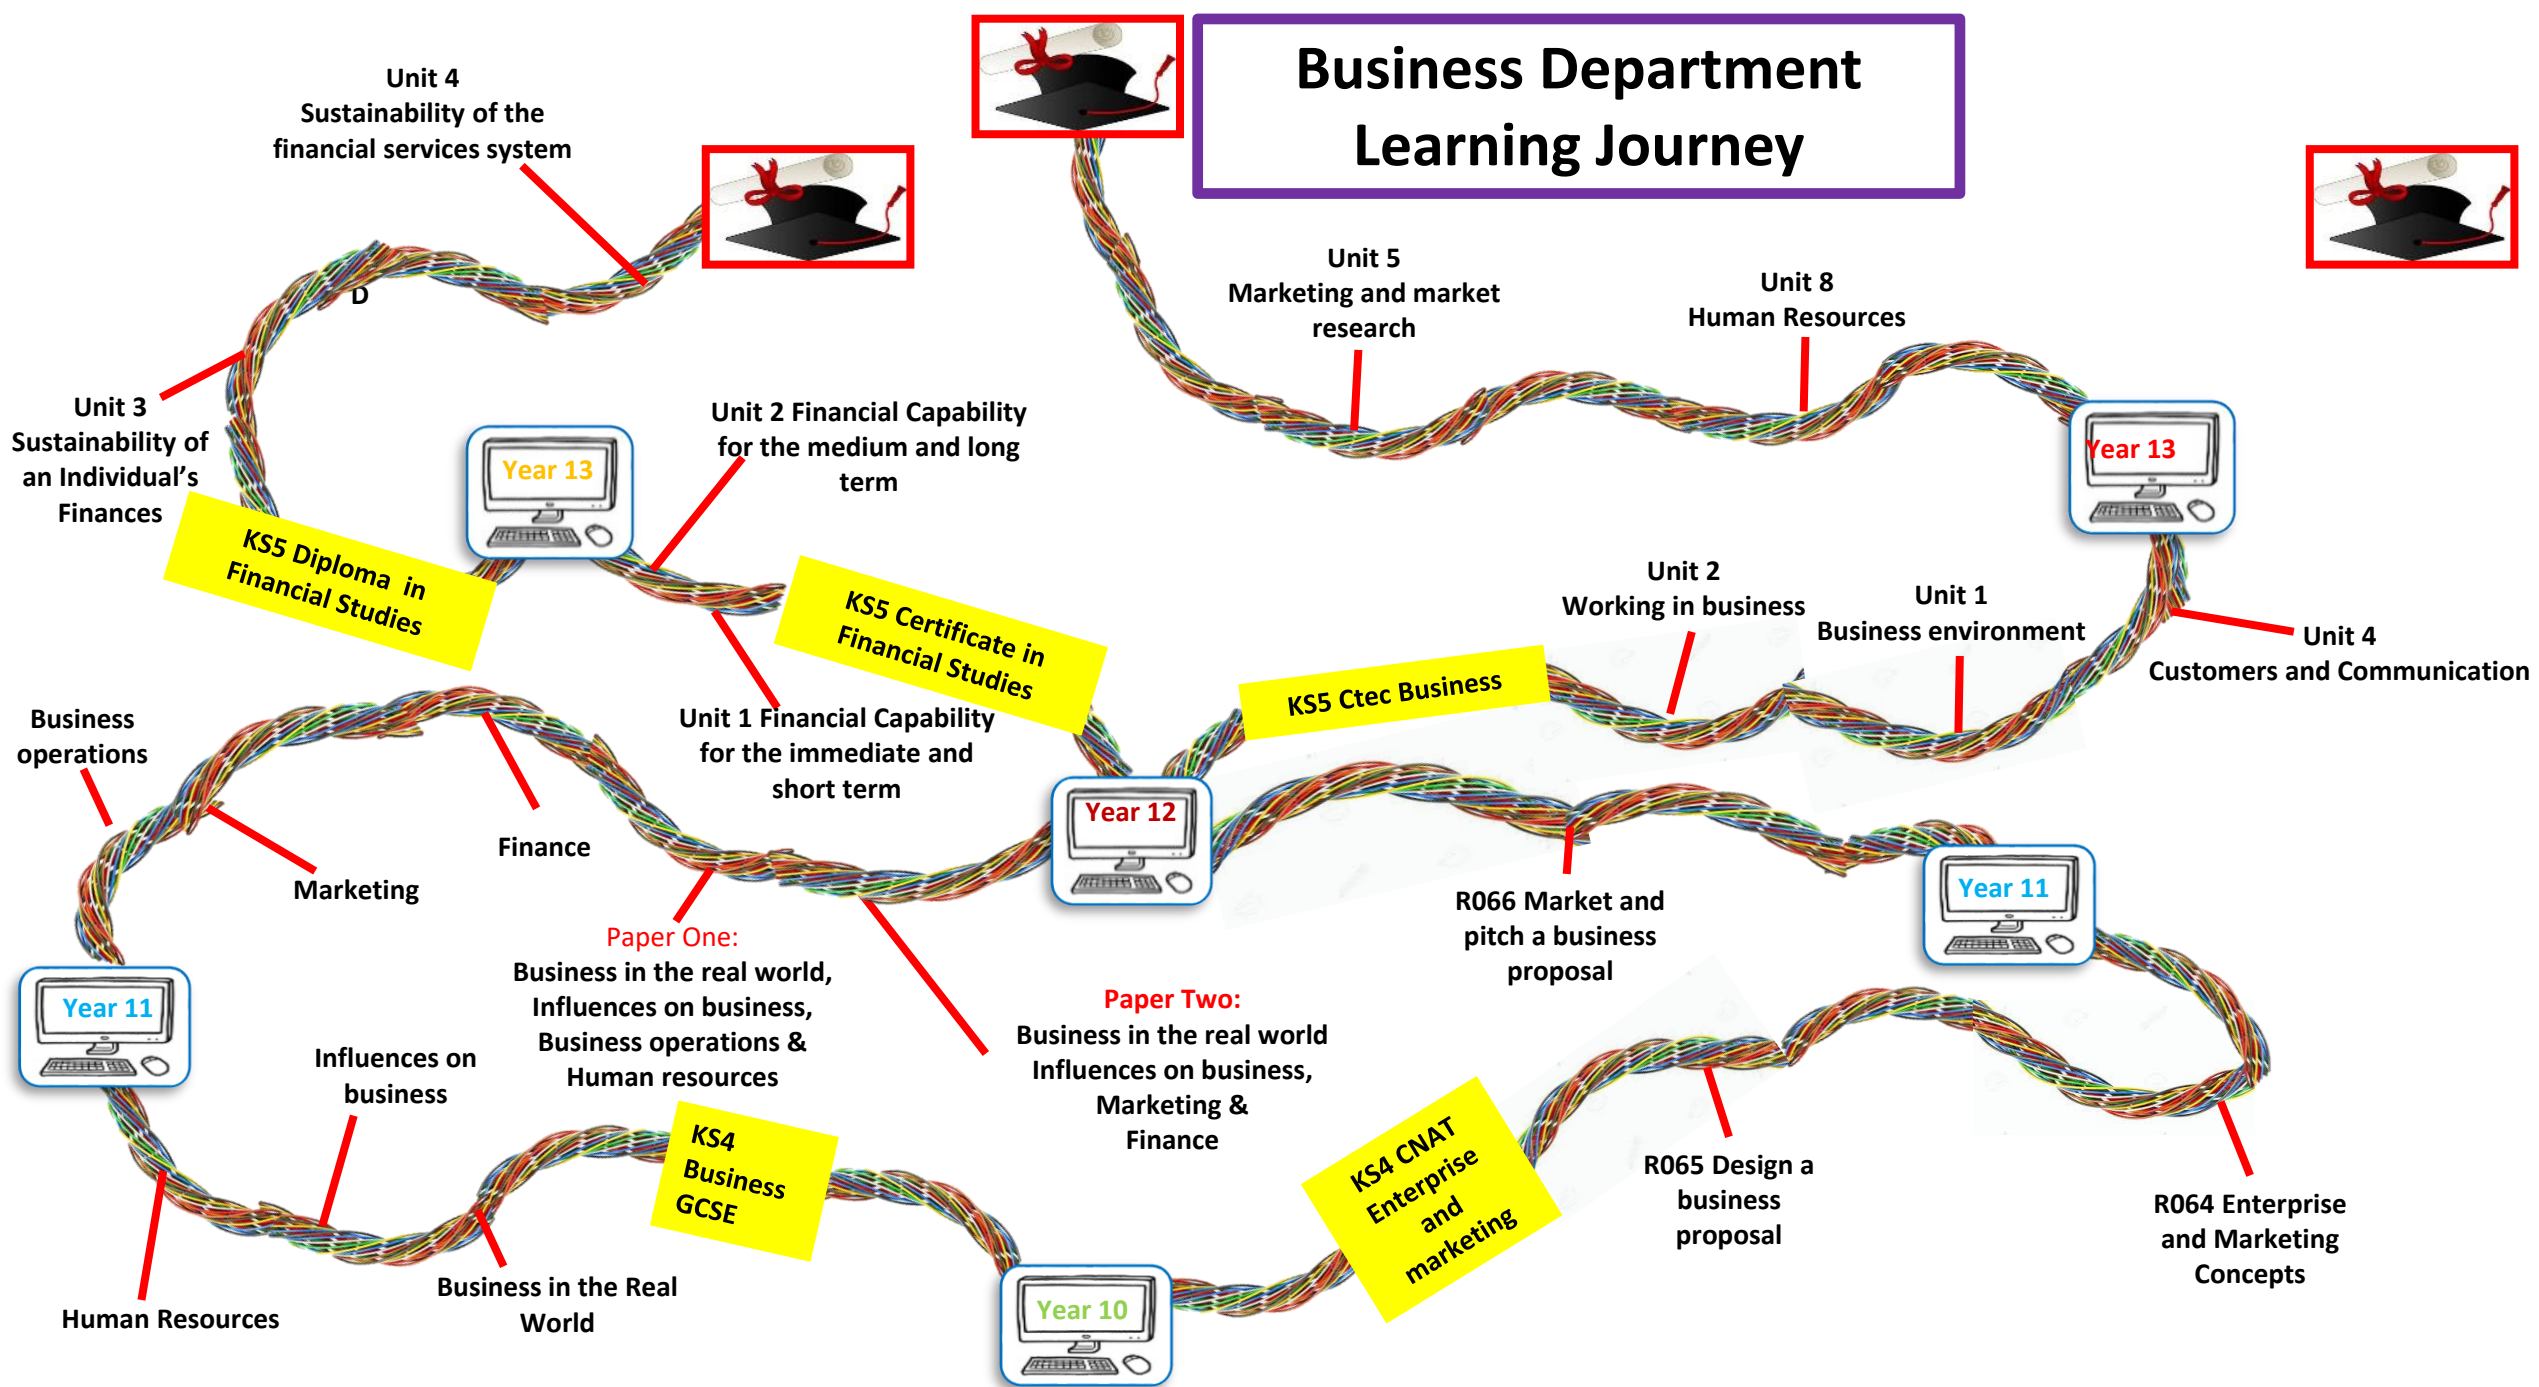 Business Department
Learning Journey
Unit 4
Sustainability of the
financial services system
D
Unit 3
Sustainability of
an Individual's
Finances
KS5 Diploma  in
Financial Studies
Year 13
Unit 2 Financial Capability
for the medium and long
term
KS5 Certificate in
Financial Studies
Unit 1 Financial Capability
for the immediate and
short term
Unit 5
Marketing and market
research
Unit 8
Human Resources
Year 13
Unit 2
Working in business
Unit 1
Business environment
Unit 4
Customers and Communication
KS5 Ctec Business
Year 12
Business
operations
Marketing
Finance
Paper One:
Business in the real world,
Influences on business,
Business operations &
Human resources
Paper Two:
Business in the real world
Influences on business,
Marketing &
Finance
R066 Market and
pitch a business
proposal
Year 11
Year 11
Influences on
business
Human Resources
Business in the Real
World
KS4
Business
GCSE
Year 10
KS4 CNAT
Enterprise
and
marketing
R065 Design a
business
proposal
R064 Enterprise
and Marketing
Concepts